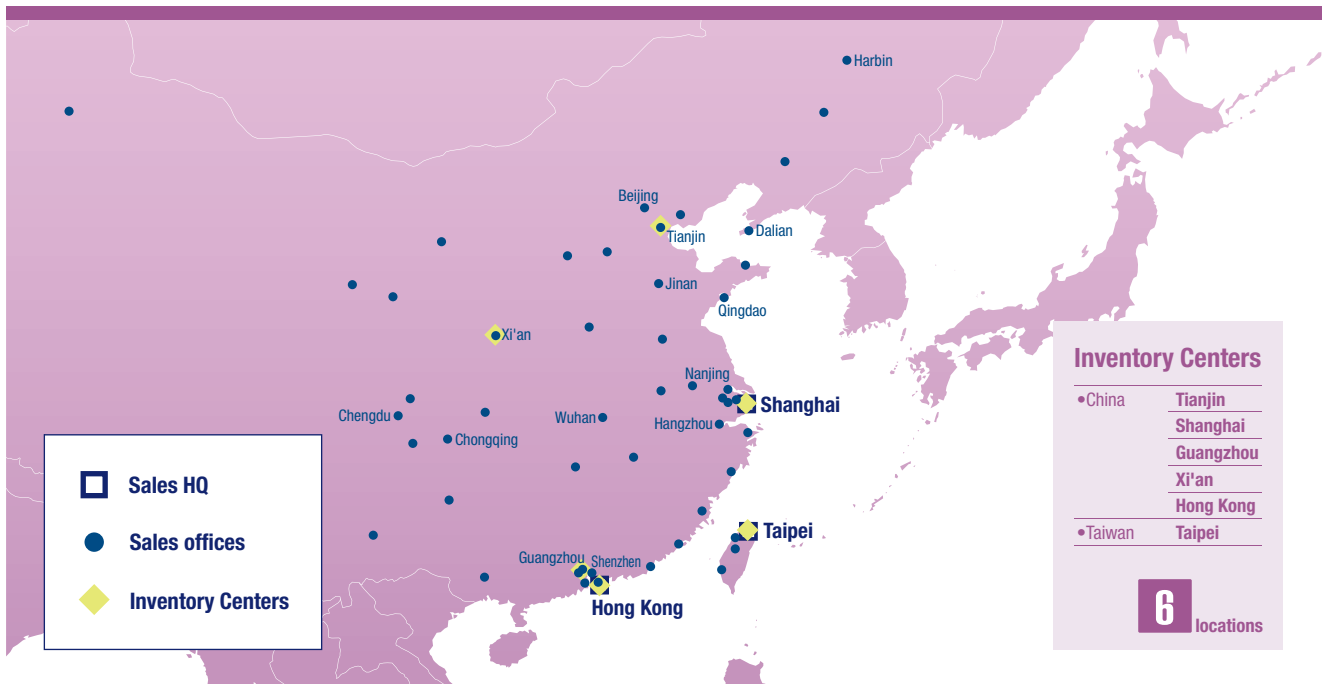 Harbin
Beijing
Tianjin
Dalian
Jinan
Qingdao
Xi'an
Nanjing
Shanghai
Chengdu
Wuhan
Hangzhou
Chongqing
Taipei
Guangzhou
Shenzhen
Hong Kong
Sales HQ
Sales offices
Inventory Centers
Inventory Centers
•China Tianjin
Shanghai
Guangzhou
Xi'an
Hong Kong
•Taiwan Taipei
6 locations